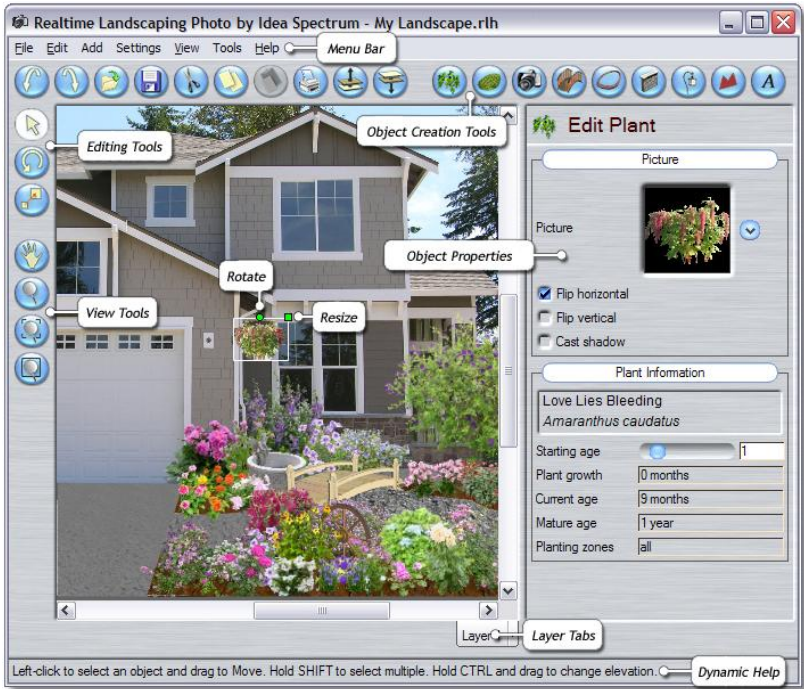 Realtime Landscaping Photo by Idea Spectrum - My Landscape.rlh
File Edit Add Settings View Tools Help
Menu Bar
A
Object Creation Tools
Editing Tools
Edit Plant
Picture
Picture
Object Properties
Rotate
Resize
Flip horizontal
Flip vertical
Cast shadow
View Tools
Plant Information
Love Lies Bleeding
Amaranthus caudatus
Starting age 1
Plant growth 0 months
Current age 9 months
Mature age 1 year
Planting zones all
Layer
Layer Tabs
Left-click to select an object and drag to Move. Hold SHIFT to select multiple. Hold CTRL and drag to change elevation.
Dynamic Help